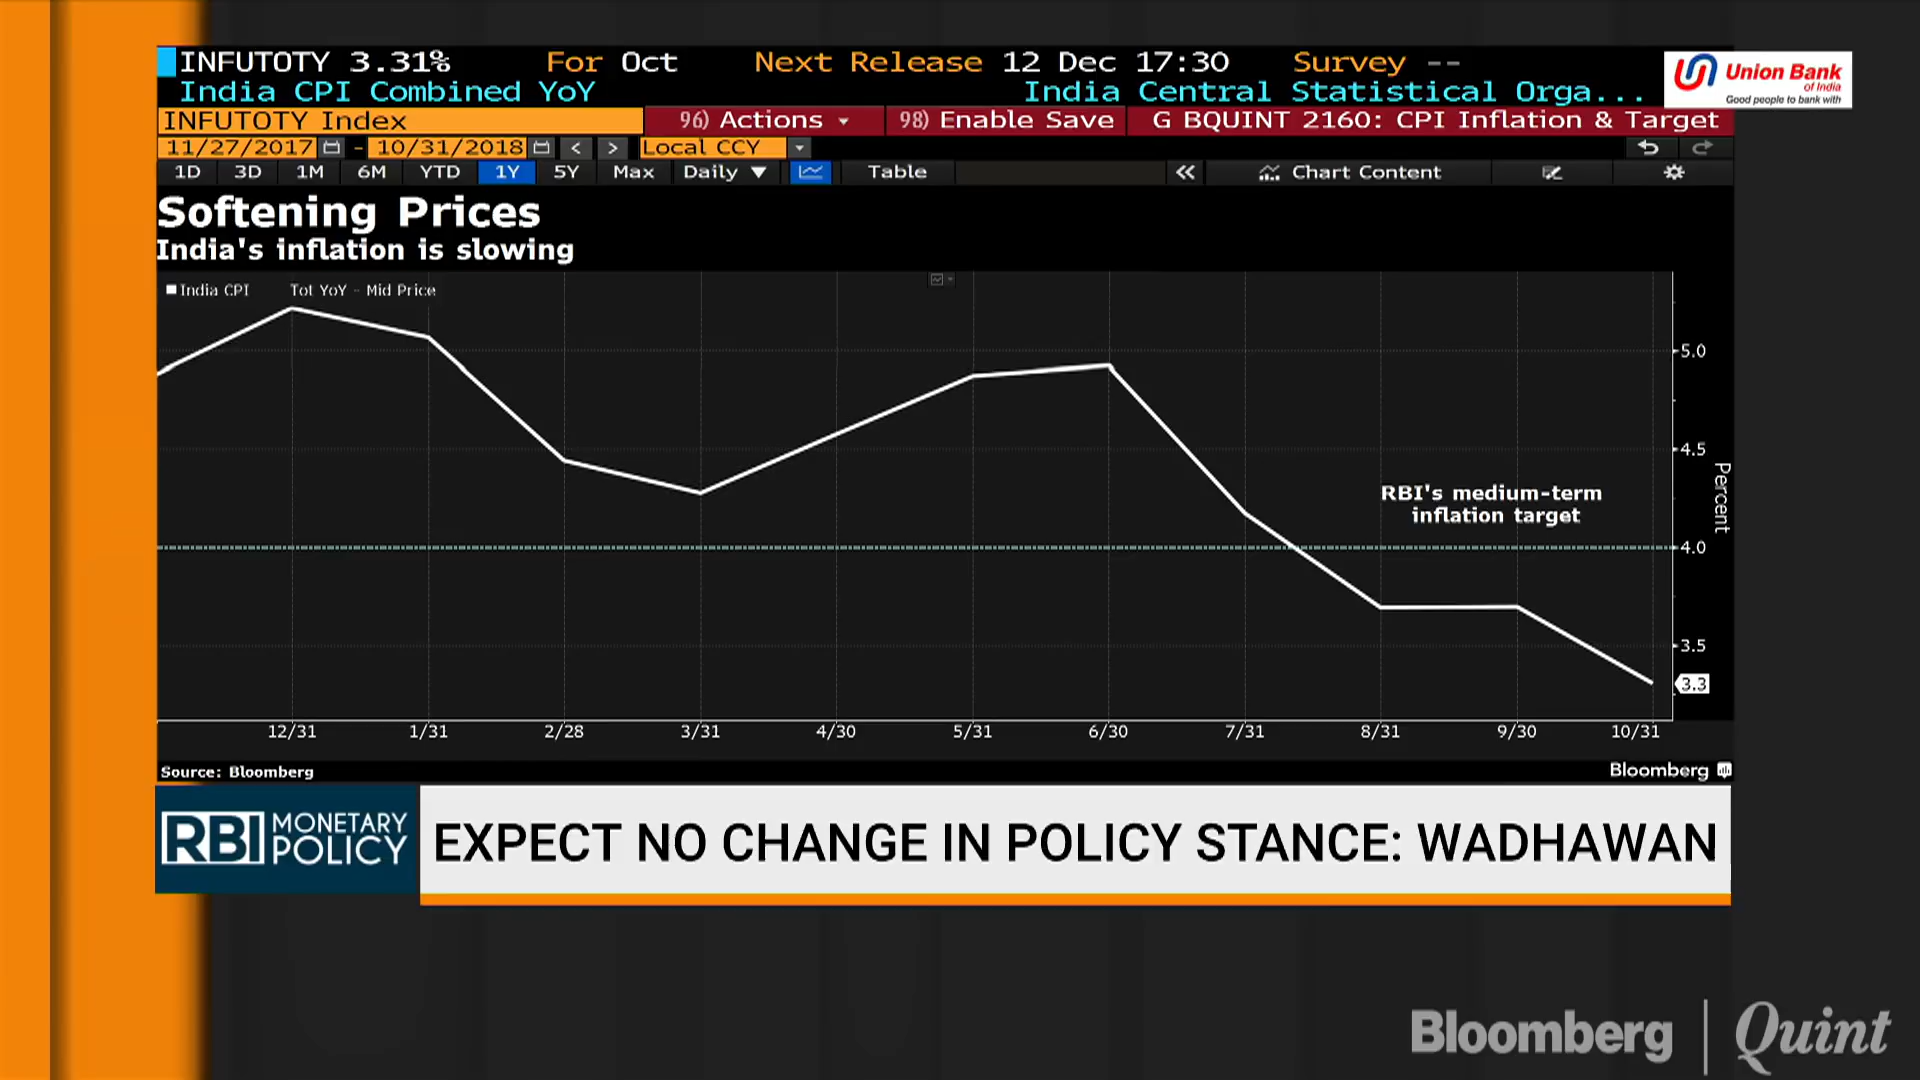 INFUTOTY 3.31% For Oct Next Release 12 Dec 17:30 Survey --
India CPI Combined YoY India Central Statistical Orga...
Union Bank
of India
Good people to bank with
INFUTOTY Index 96) Actions 98) Enable Save G BQUINT 2160: CPI Inflation & Target
11/27/2017 - 10/31/2018 < > Local CCY
1D 3D 1M 6M YTD 1Y 5Y Max Daily ▼ Table « Chart Content
Softening Prices
India's inflation is slowing
India CPI Tot YoY - Mid Price
5.0
4.5
RBI's medium-term
inflation target
Percent
4.0
3.5
3.3
12/31 1/31 2/28 3/31 4/30 5/31 6/30 7/31 8/31 9/30 10/31
Source: Bloomberg Bloomberg
RBI MONETARY POLICY
EXPECT NO CHANGE IN POLICY STANCE: WADHAWAN
Bloomberg | Quint